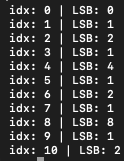 idx: 0 | LSB: 0
idx: 1 | LSB: 1
idx: 2 | LSB: 2
idx: 3 | LSB: 1
idx: 4 | LSB: 4
idx: 5 | LSB: 1
idx: 6 | LSB: 2
idx: 7 | LSB: 1
idx: 8 | LSB: 8
idx: 9 | LSB: 1
idx: 10 | LSB: 2